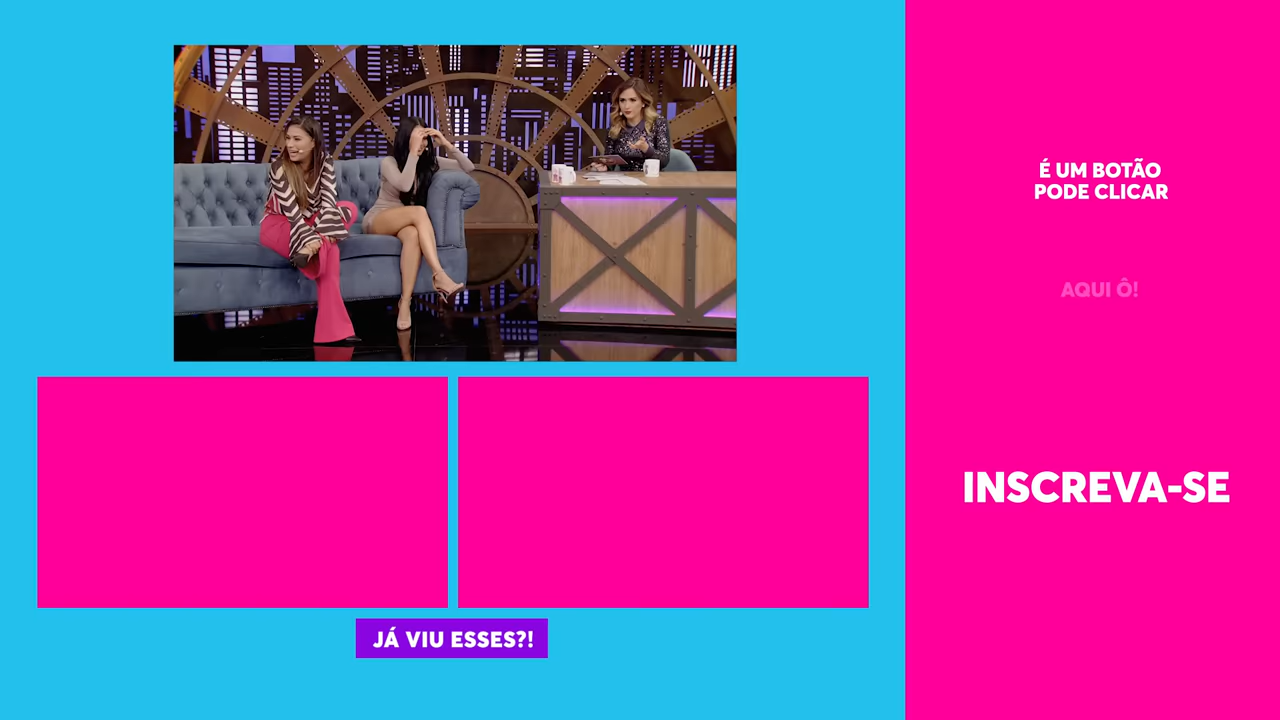 É UM BOTÃO
PODE CLICAR
AQUI Ô!
INSCREVA-SE
JÁ VIU ESSES?!